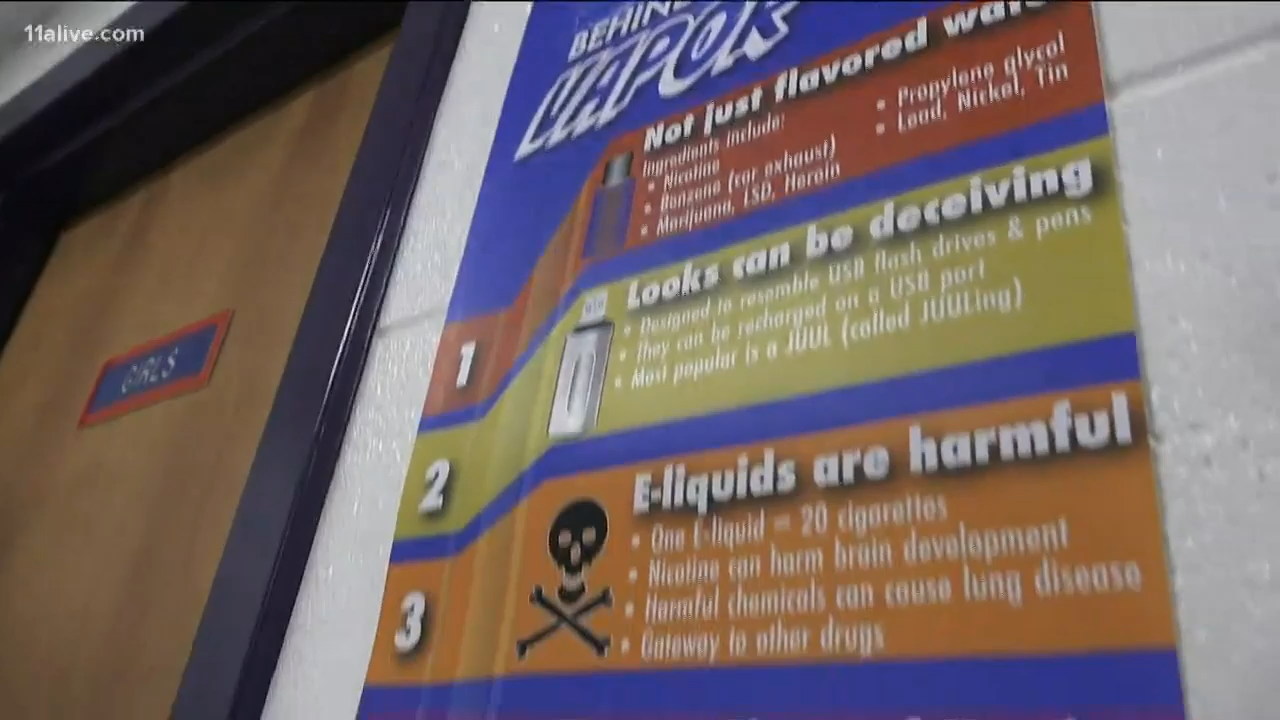 11alive.com
BEHIND
VAPOR
Not just flavored
Ingredients include:
• Nicotine
• Benzene (car exhaust)
• Marijuana, LSD, Heroin
• Propylene glycol
• Lead, Nickel, Tin
1
Looks can be deceiving
• Designed to resemble USB flash drives & pens
• They can be recharged on a USB port
• Most popular is a JUUL (called JUULing)
2
E-liquids are harmful
• One E-liquid = 20 cigarettes
• Nicotine can harm brain development
• Harmful chemicals can cause lung disease
• Gateway to other drugs
3
GIRLS